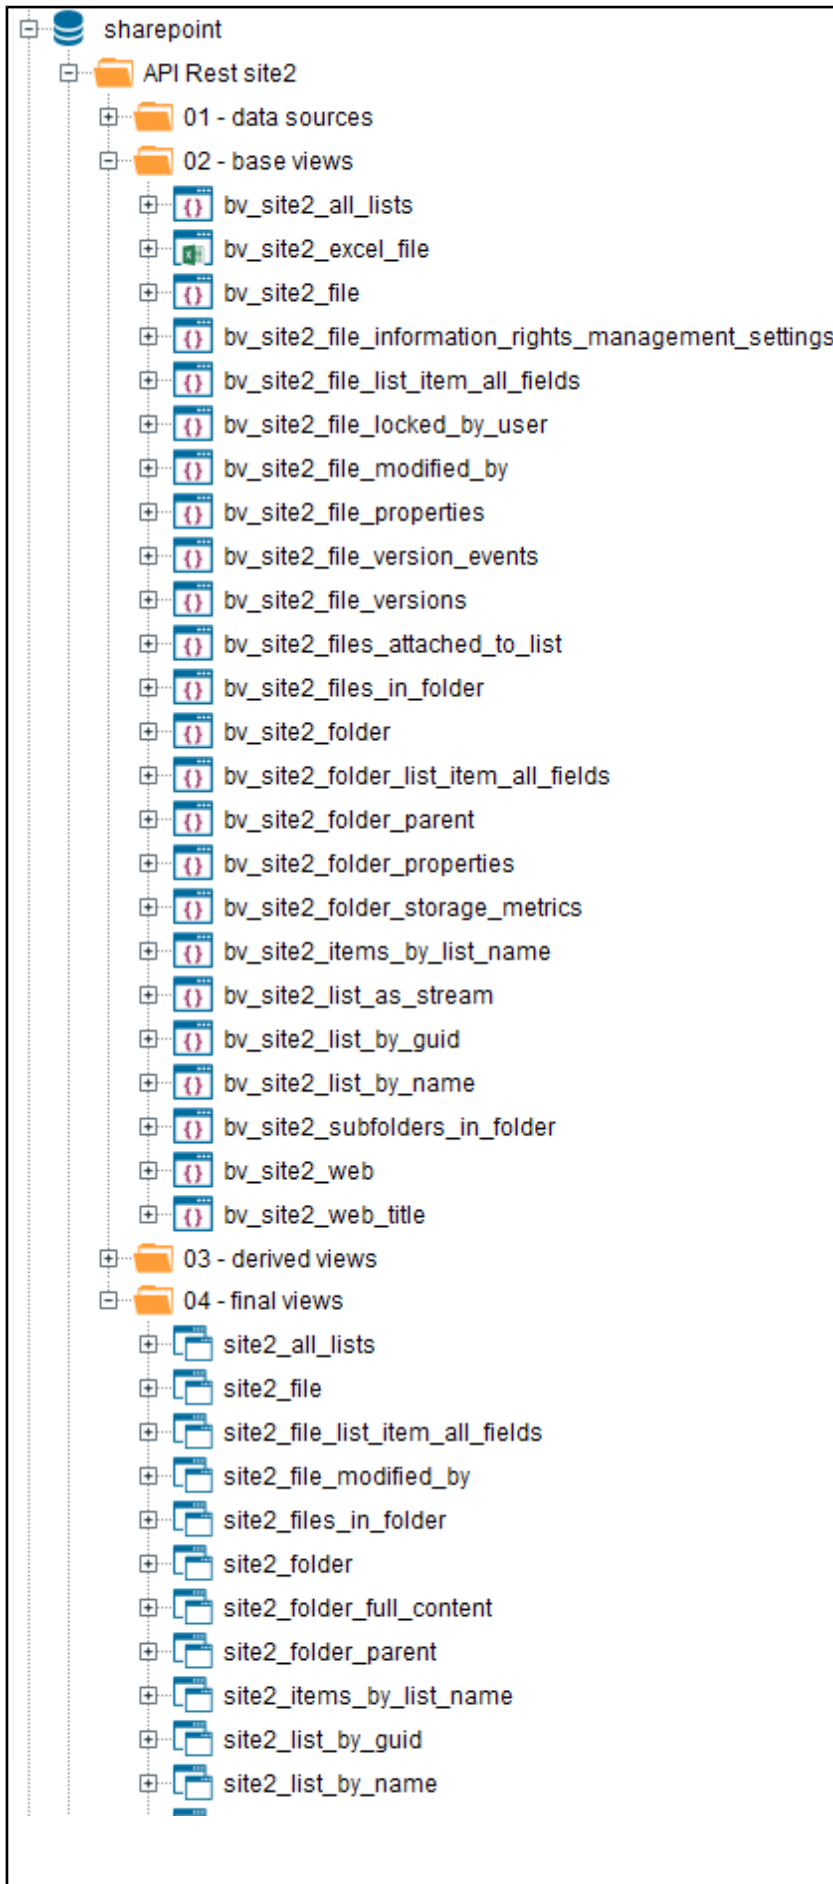 sharepoint
API Rest site2
01 - data sources
02 - base views
bv_site2_all_lists
bv_site2_excel_file
bv_site2_file
bv_site2_file_information_rights_management_settings
bv_site2_file_list_item_all_fields
bv_site2_file_locked_by_user
bv_site2_file_modified_by
bv_site2_file_properties
bv_site2_file_version_events
bv_site2_file_versions
bv_site2_files_attached_to_list
bv_site2_files_in_folder
bv_site2_folder
bv_site2_folder_list_item_all_fields
bv_site2_folder_parent
bv_site2_folder_properties
bv_site2_folder_storage_metrics
bv_site2_items_by_list_name
bv_site2_list_as_stream
bv_site2_list_by_guid
bv_site2_list_by_name
bv_site2_subfolders_in_folder
bv_site2_web
bv_site2_web_title
03 - derived views
04 - final views
site2_all_lists
site2_file
site2_file_list_item_all_fields
site2_file_modified_by
site2_files_in_folder
site2_folder
site2_folder_full_content
site2_folder_parent
site2_items_by_list_name
site2_list_by_guid
site2_list_by_name